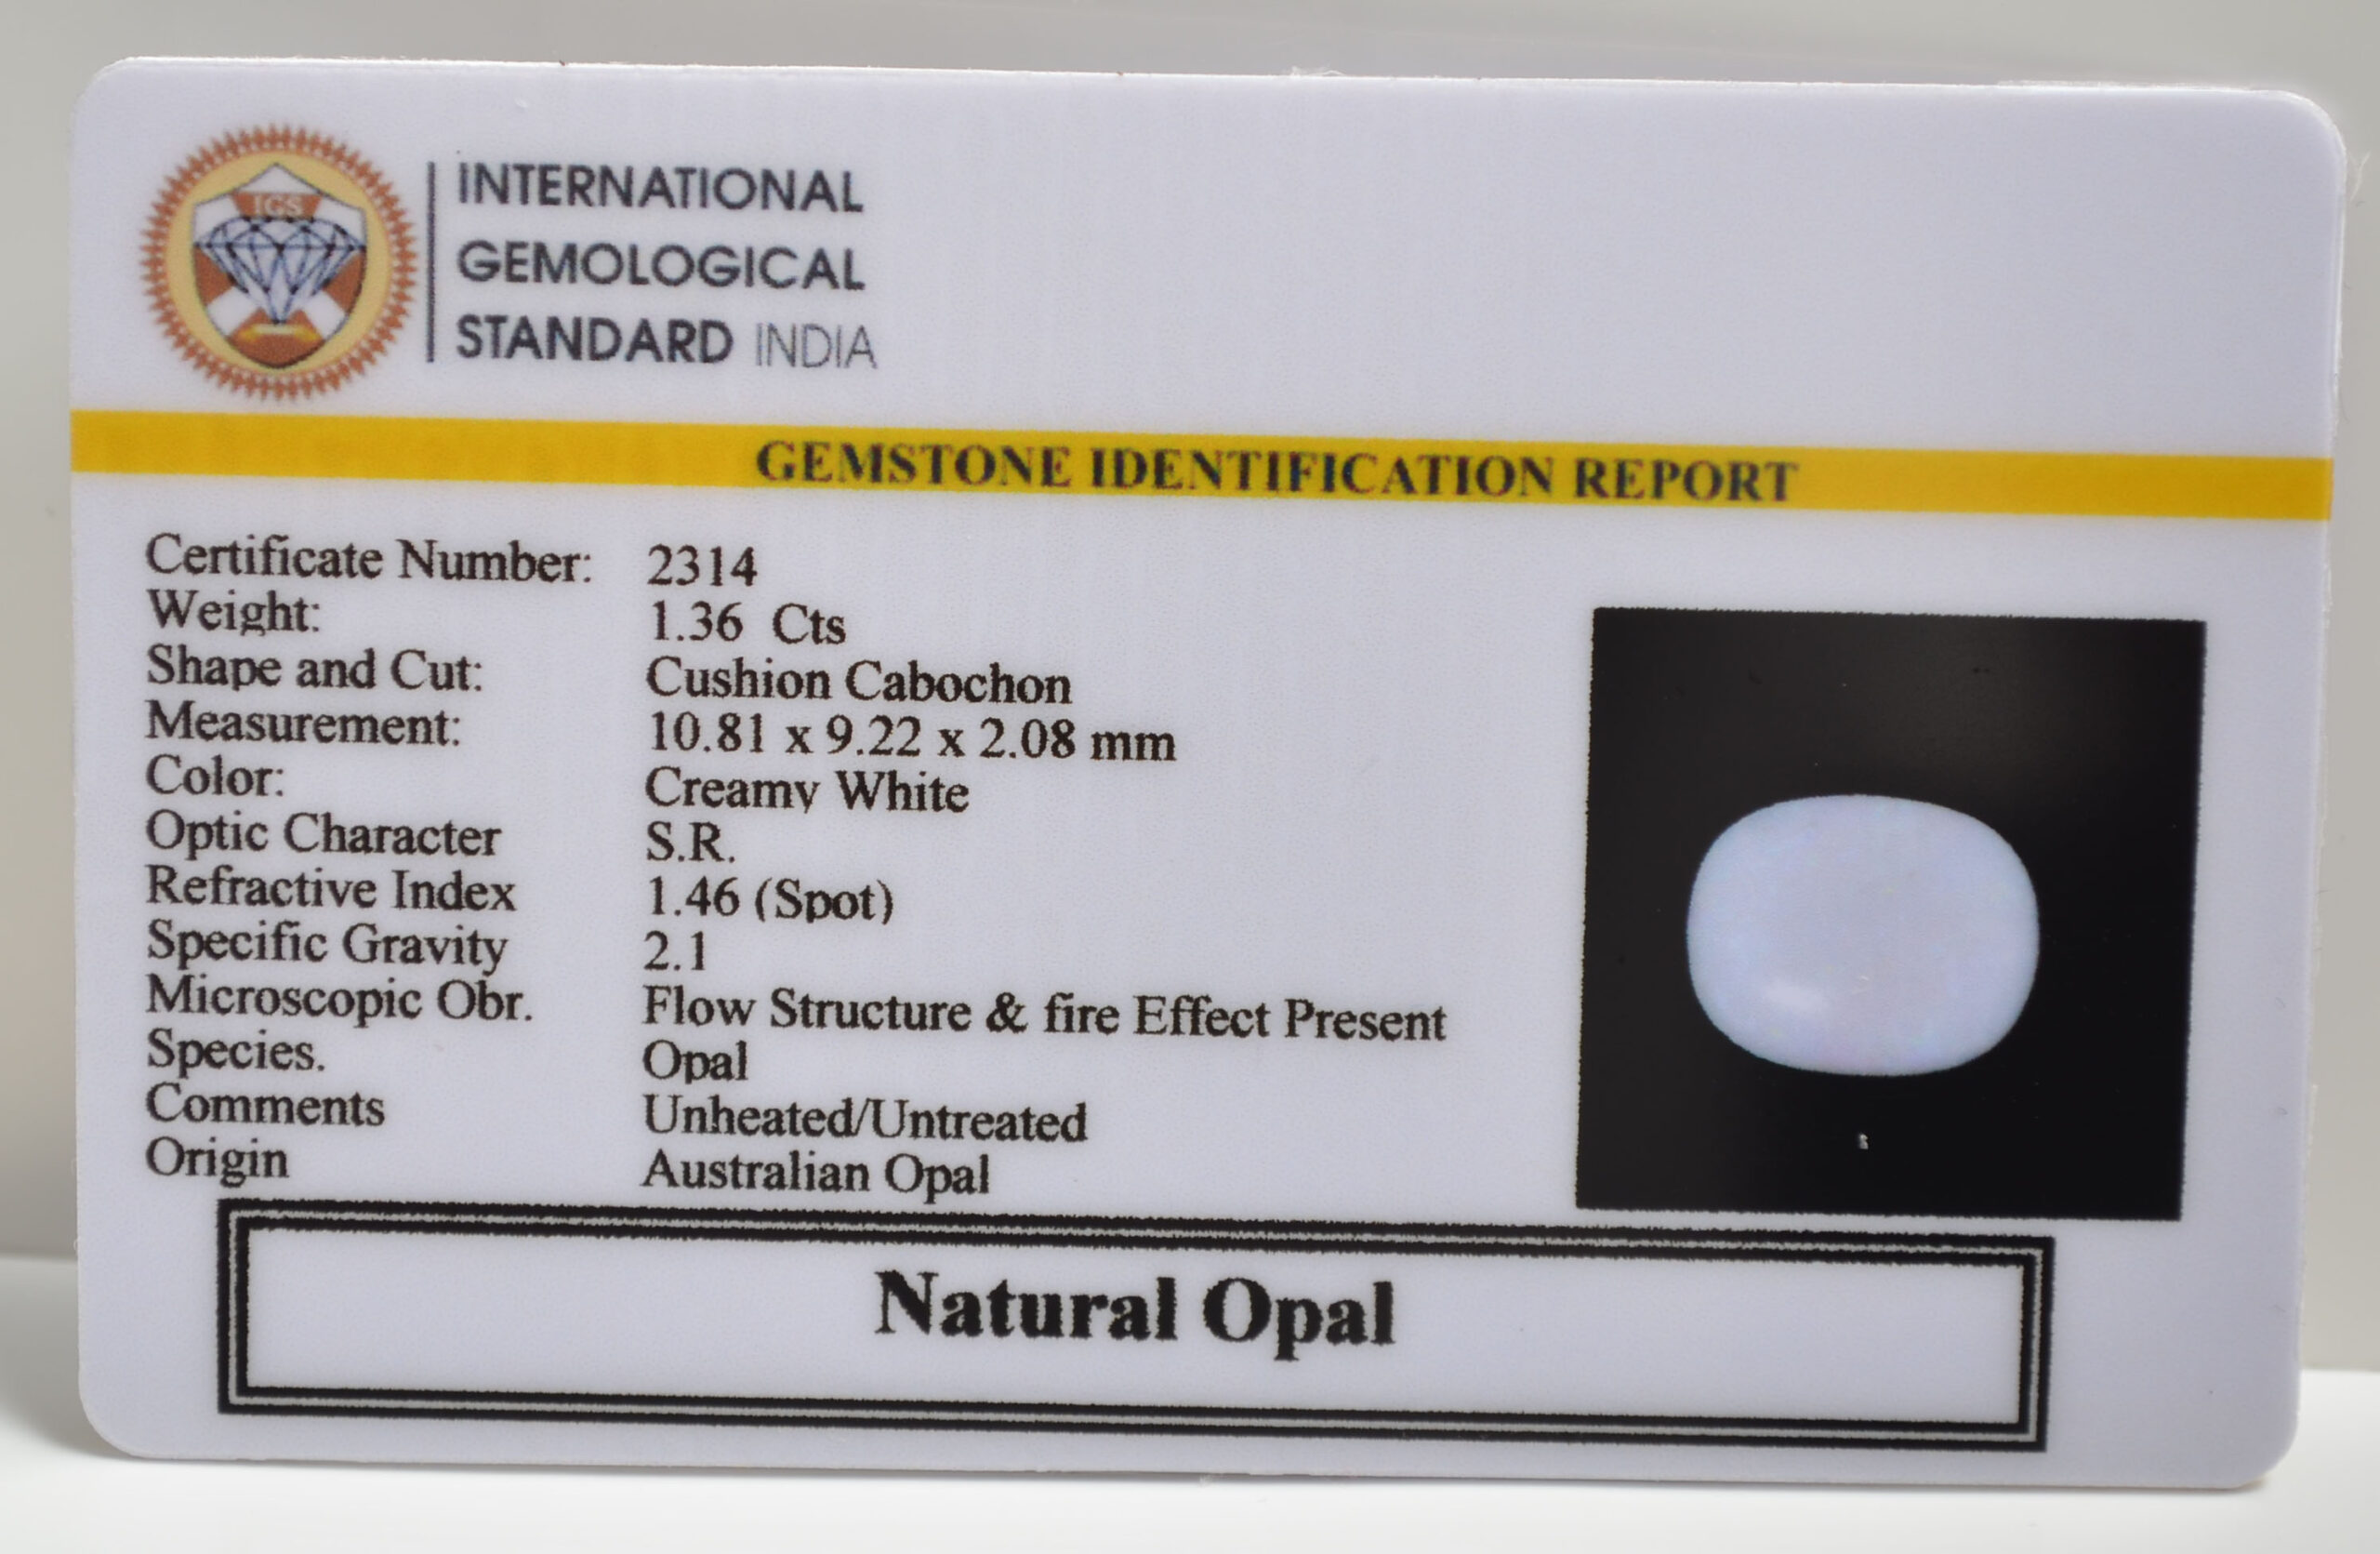 IGS
INTERNATIONAL
GEMOLOGICAL
STANDARD INDIA
GEMSTONE IDENTIFICATION REPORT
Certificate Number: 2314
Weight: 1.36 Cts
Shape and Cut: Cushion Cabochon
Measurement: 10.81 x 9.22 x 2.08 mm
Color: Creamy White
Optic Character S.R.
Refractive Index 1.46 (Spot)
Specific Gravity 2.1
Microscopic Obr. Flow Structure & fire Effect Present
Species. Opal
Comments Unheated/Untreated
Origin Australian Opal
Natural Opal